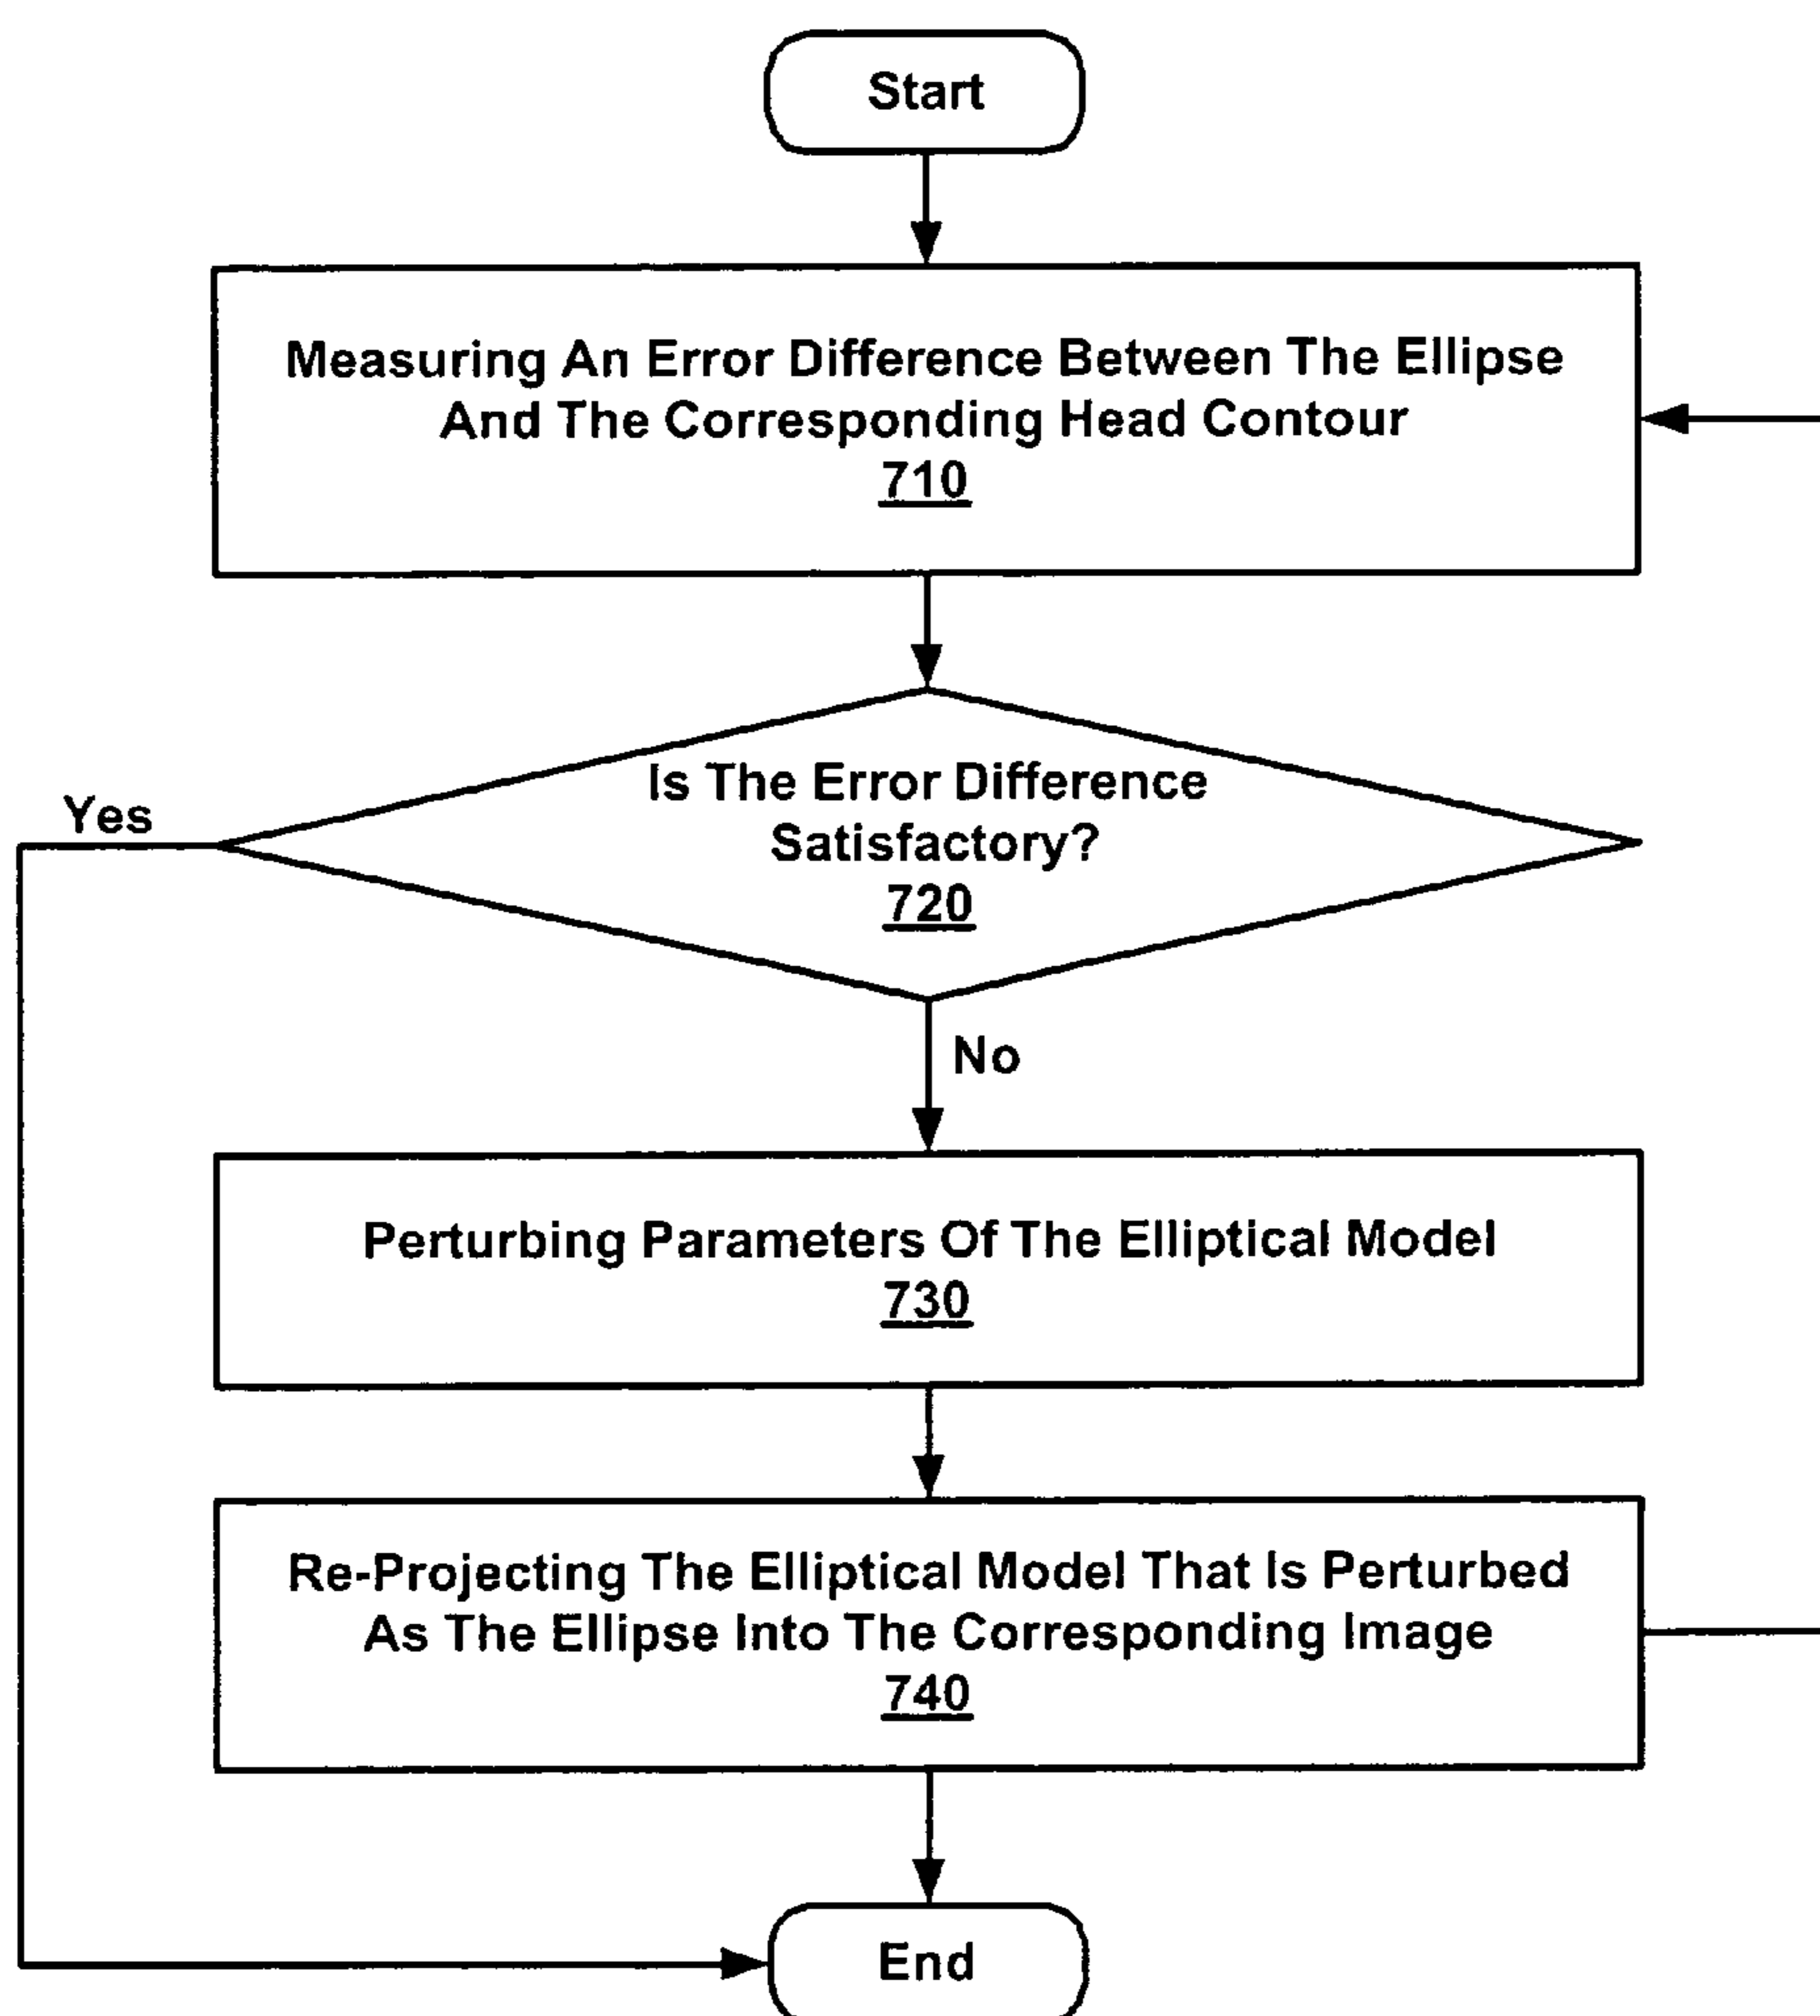 Start
Measuring An Error Difference Between The Ellipse
And The Corresponding Head Contour
710
Is The Error Difference
Satisfactory?
720
Yes
No
Perturbing Parameters Of The Elliptical Model
730
Re-Projecting The Elliptical Model That Is Perturbed
As The Ellipse Into The Corresponding Image
740
End